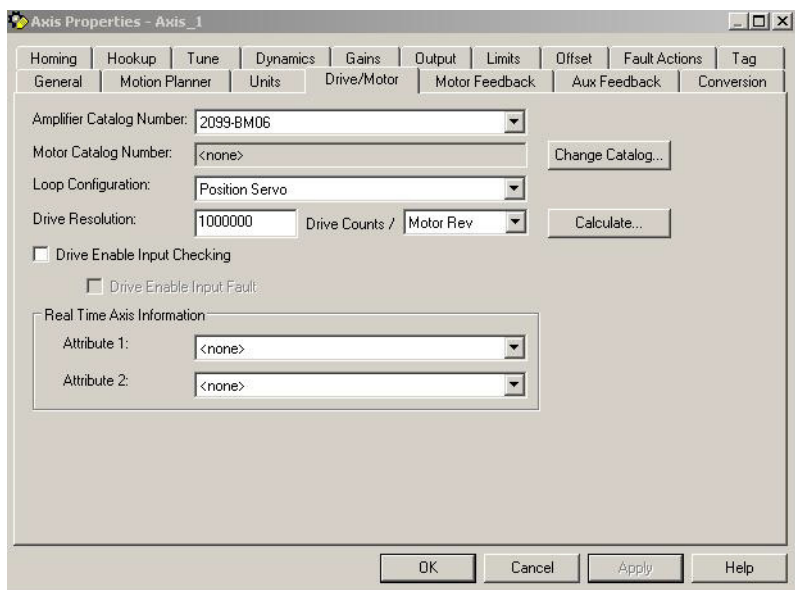 Axis Properties - Axis_1
Homing Hookup Tune Dynamics Gains Output Limits Offset Fault Actions Tag
General Motion Planner Units Drive/Motor Motor Feedback Aux Feedback Conversion
Amplifier Catalog Number: 2099-BM06
Motor Catalog Number: <none> Change Catalog...
Loop Configuration: Position Servo
Drive Resolution: 1000000 Drive Counts / Motor Rev Calculate...
Drive Enable Input Checking
Drive Enable Input Fault
Real Time Axis Information
Attribute 1: <none>
Attribute 2: <none>
OK Cancel Apply Help